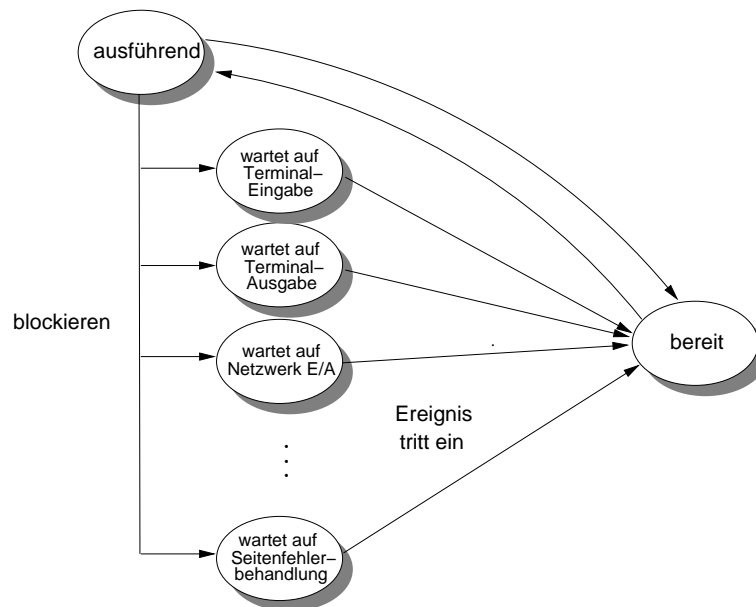 ausführend
wartet auf
Terminal–
Eingabe
wartet auf
Terminal–
Ausgabe
blockieren
wartet auf
Netzwerk E/A
bereit
Ereignis
tritt ein
wartet auf
Seitenfehler–
behandlung